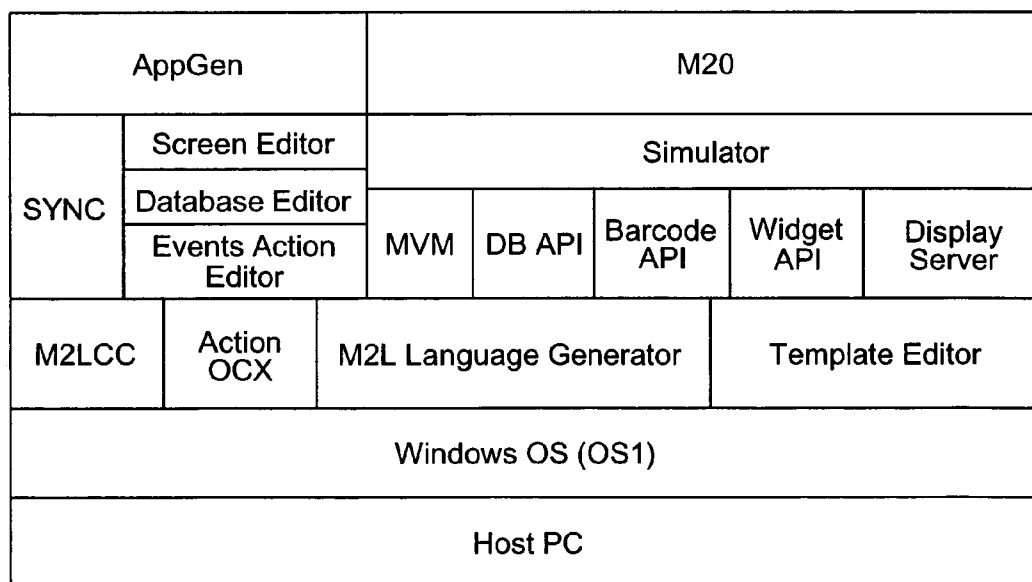 AppGen
M20
SYNC
Screen Editor
Database Editor
Events Action
Editor
Simulator
MVM
DB API
Barcode
API
Widget
API
Display
Server
M2LCC
Action
OCX
M2L Language Generator
Template Editor
Windows OS (OS1)
Host PC